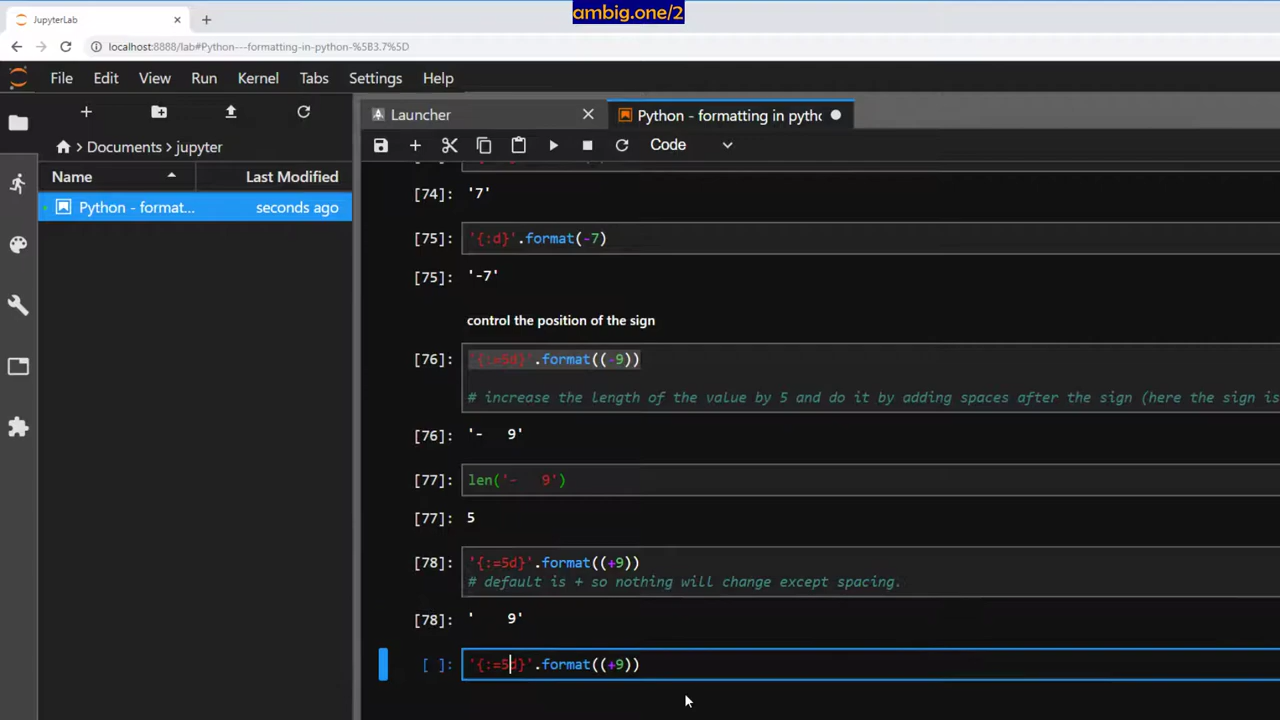 ambig.one/2
JupyterLab
localhost:8888/lab#Python---formatting-in-python-%5B3.7%5D
File Edit View Run Kernel Tabs Settings Help
Launcher
Python - formatting in pytho
Documents > jupyter
Code
Name Last Modified
Python - format... seconds ago
[74]: '7'
[75]: '{:d}'.format(-7)
[75]: '-7'
control the position of the sign
[76]: '{:=5d}'.format((-9))
# increase the length of the value by 5 and do it by adding spaces after the sign (here the sign is
[76]: '-   9'
[77]: len('-   9')
[77]: 5
[78]: '{:=5d}'.format((+9))
# default is + so nothing will change except spacing.
[78]: '    9'
[ ]: '{:=5d}'.format((+9))